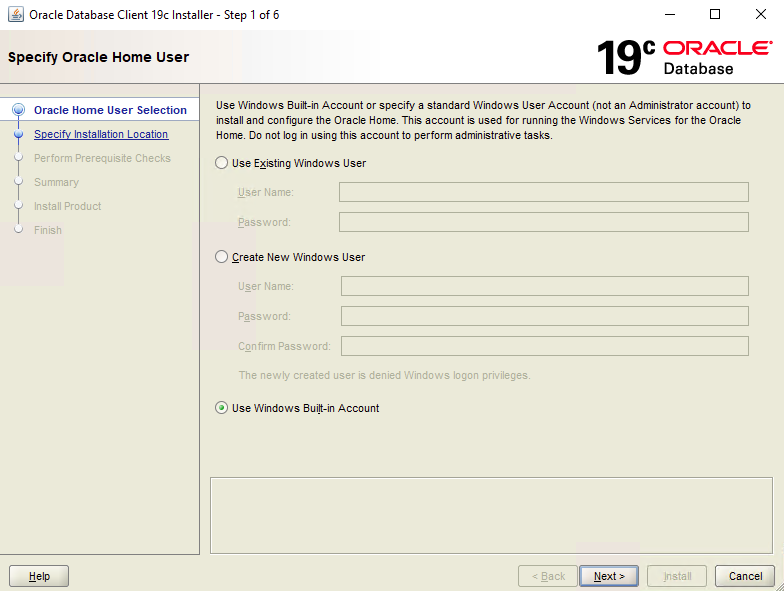 Oracle Database Client 19c Installer - Step 1 of 6
Specify Oracle Home User
19c ORACLE
Database
Oracle Home User Selection
Specify Installation Location
Perform Prerequisite Checks
Summary
Install Product
Finish
Use Windows Built-in Account or specify a standard Windows User Account (not an Administrator account) to
install and configure the Oracle Home. This account is used for running the Windows Services for the Oracle
Home. Do not log in using this account to perform administrative tasks.
Use Existing Windows User
User Name:
Password:
Create New Windows User
User Name:
Password:
Confirm Password:
The newly created user is denied Windows logon privileges.
Use Windows Built-in Account
Help
< Back
Next >
Install
Cancel